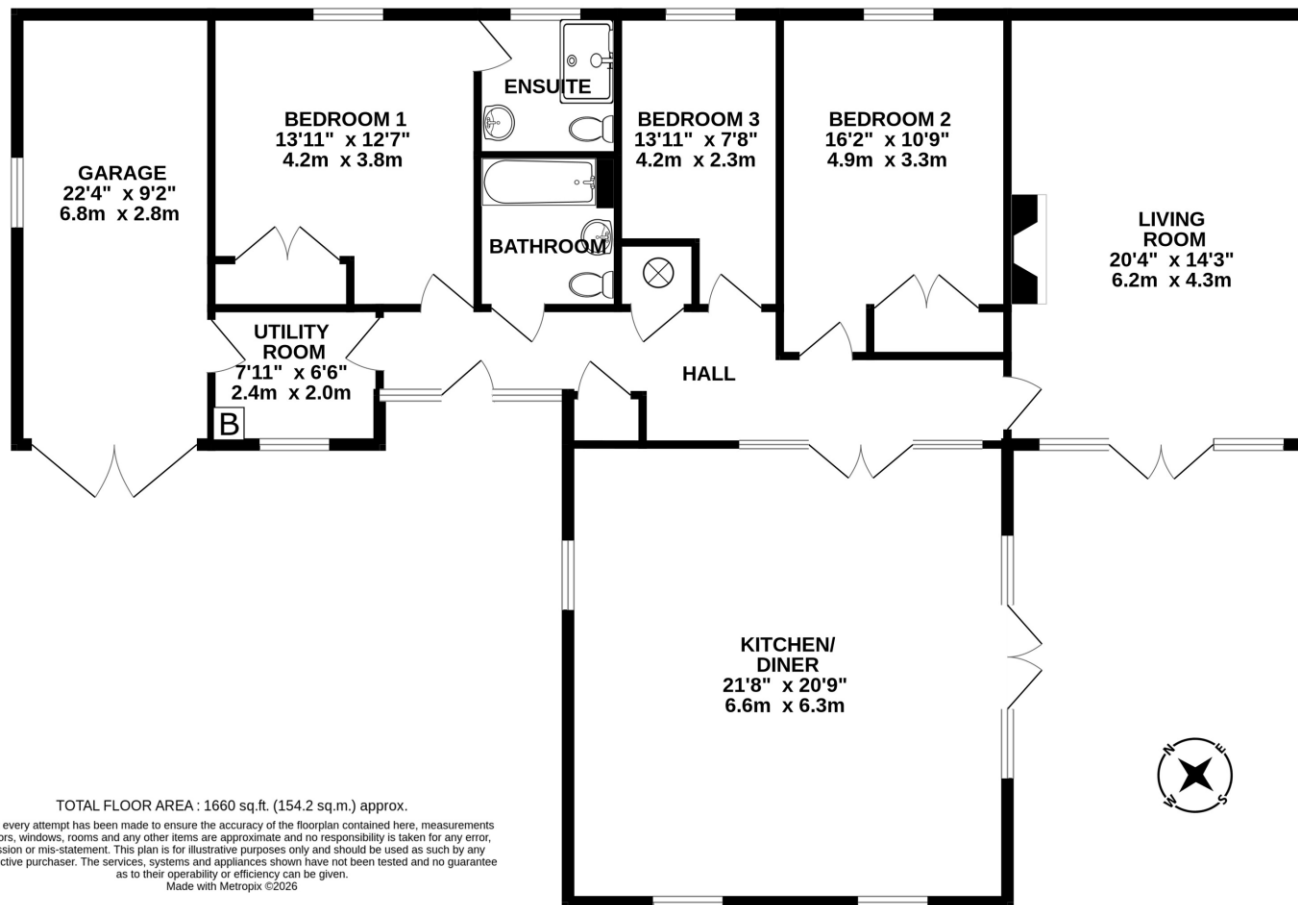 GARAGE
22'4" x 9'2"
6.8m x 2.8m
BEDROOM 1
13'11" x 12'7"
4.2m x 3.8m
ENSUITE
BATHROOM
BEDROOM 3
13'11" x 7'8"
4.2m x 2.3m
BEDROOM 2
16'2" x 10'9"
4.9m x 3.3m
LIVING
ROOM
20'4" x 14'3"
6.2m x 4.3m
UTILITY
ROOM
7'11" x 6'6"
2.4m x 2.0m
B
HALL
KITCHEN/
DINER
21'8" x 20'9"
6.6m x 6.3m
N
E
S
W
TOTAL FLOOR AREA : 1660 sq.ft. (154.2 sq.m.) approx.
every attempt has been made to ensure the accuracy of the floorplan contained here, measurements
windows, rooms and any other items are approximate and no responsibility is taken for any error,
or mis-statement. This plan is for illustrative purposes only and should be used as such by any
purchaser. The services, systems and appliances shown have not been tested and no guarantee
as to their operability or efficiency can be given.
Made with Metropix ©2026